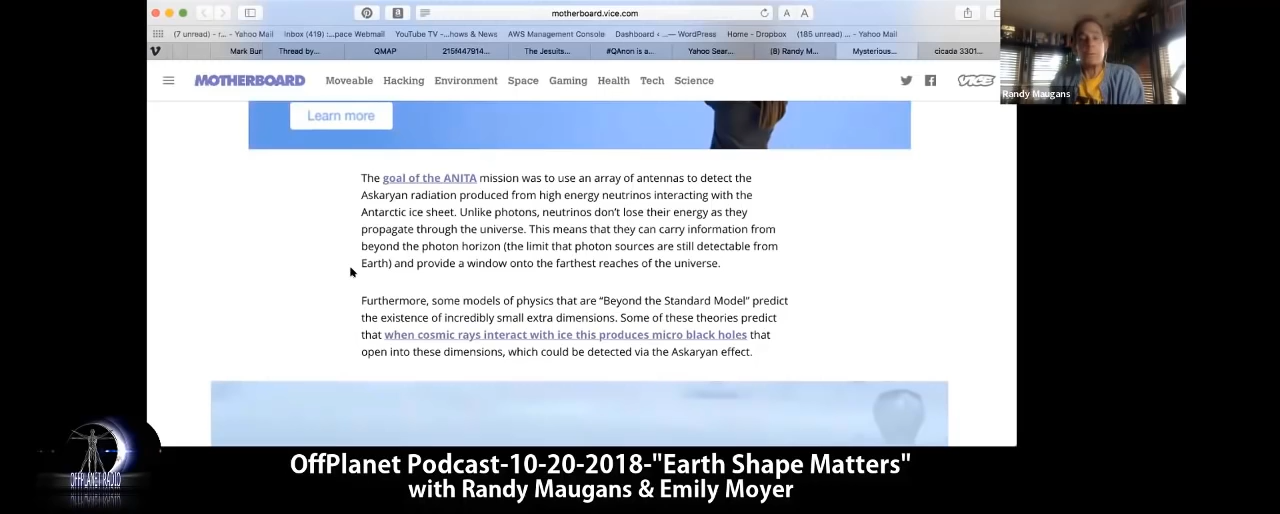 motherboard.vice.com
A A
(7 unread) - r... - Yahoo Mail Inbox (419) :...pace Webmail YouTube TV -...hows & News AWS Management Console Dashboard ‹ ...— WordPress Home - Dropbox (185 unread) ... - Yahoo Mail
Mark Bur Thread by... QMAP 215f447914... The Jesuits... #QAnon is a... Yahoo Sear... (8) Randy M... Mysterious... cicada 3301...
MOTHERBOARD Moveable Hacking Environment Space Gaming Health Tech Science VICE
Randy Maugans
Learn more
The goal of the ANITA mission was to use an array of antennas to detect the
Askaryan radiation produced from high energy neutrinos interacting with the
Antarctic ice sheet. Unlike photons, neutrinos don’t lose their energy as they
propagate through the universe. This means that they can carry information from
beyond the photon horizon (the limit that photon sources are still detectable from
Earth) and provide a window onto the farthest reaches of the universe.
Furthermore, some models of physics that are “Beyond the Standard Model” predict
the existence of incredibly small extra dimensions. Some of these theories predict
that when cosmic rays interact with ice this produces micro black holes that
open into these dimensions, which could be detected via the Askaryan effect.
OFFPLANET RADIO
OffPlanet Podcast-10-20-2018-"Earth Shape Matters"
with Randy Maugans & Emily Moyer